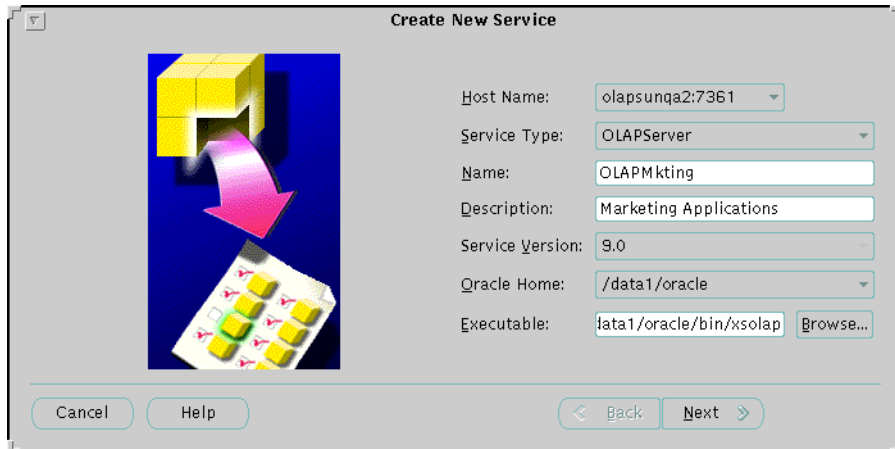 Create New Service
Host Name: olapsunqa2:7361
Service Type: OLAPServer
Name: OLAPMkting
Description: Marketing Applications
Service Version: 9.0
Oracle Home: /data1/oracle
Executable: data1/oracle/bin/xsolap Browse...
Cancel Help Back Next